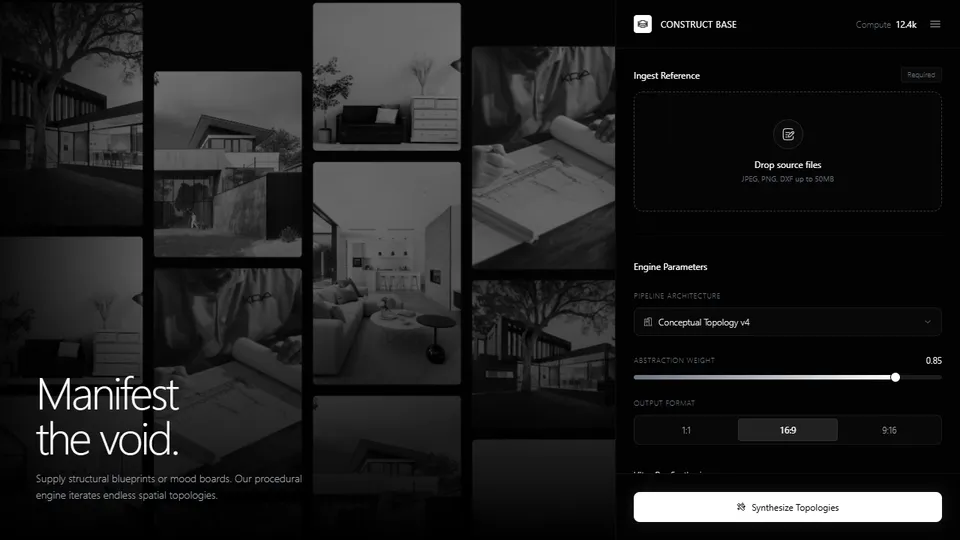 Manifest
the void.
Supply structural blueprints or mood boards. Our procedural
engine iterates endless spatial topologies.
CONSTRUCT BASE
Compute 12.4k
Ingest Reference
Required
Drop source files
JPEG, PNG, DXF up to 50MB
Engine Parameters
PIPELINE ARCHITECTURE
Conceptual Topology v4
ABSTRACTION WEIGHT 0.85
OUTPUT FORMAT
1:1 16:9 9:16
Synthesize Topologies